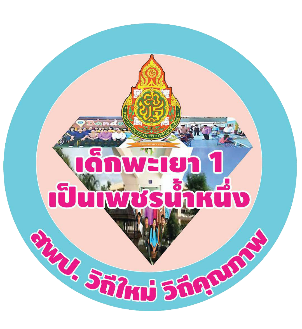 เด็กพะเยา 1
เป็นเพชรน้ำหนึ่ง
สพป. วิถีใหม่ วิถีคุณภาพ